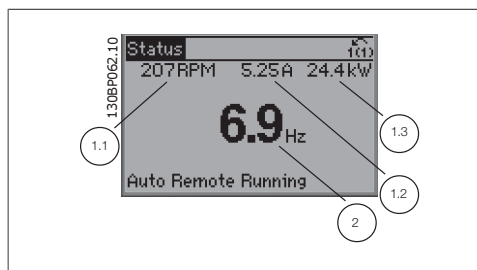 130BP062.10
Status
1(1)
207RPM 5.25A 24.4kW
6.9Hz
Auto Remote Running
1.1
1.3
1.2
2